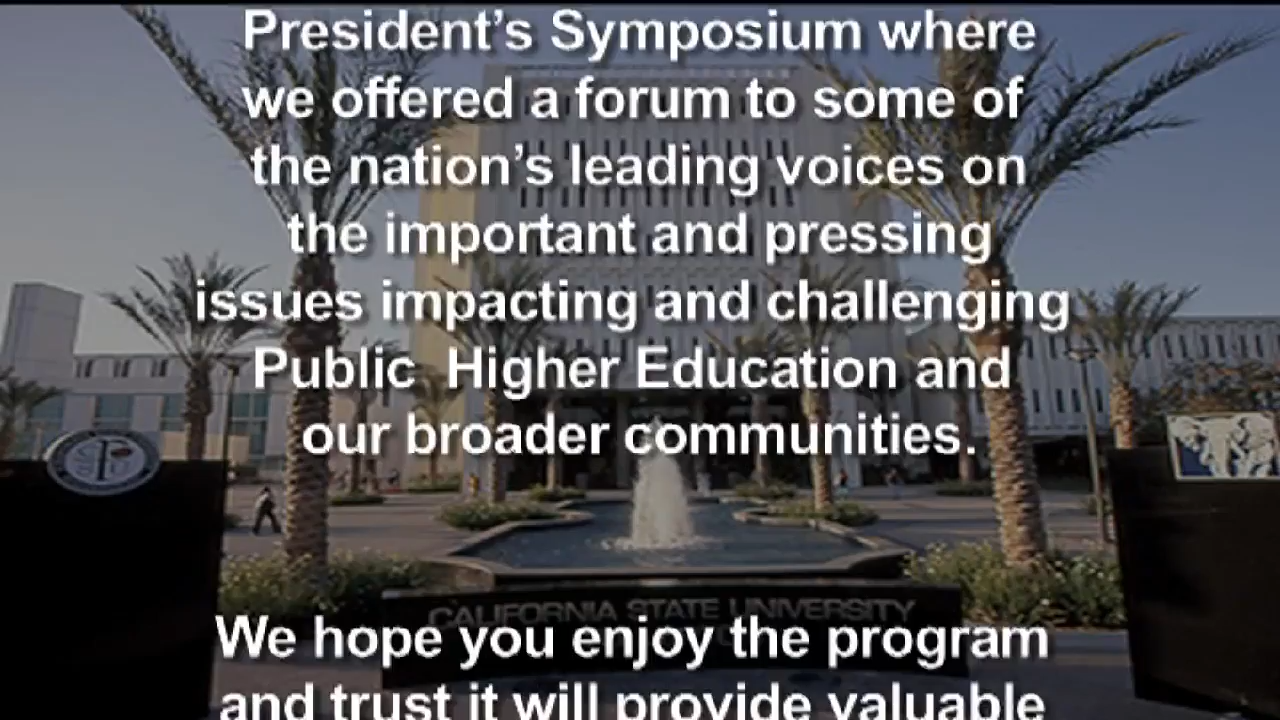 President's Symposium where
we offered a forum to some of
the nation's leading voices on
the important and pressing
issues impacting and challenging
Public Higher Education and
our broader communities.
CALIFORNIA STATE UNIVERSITY
We hope you enjoy the program
and trust it will provide valuable